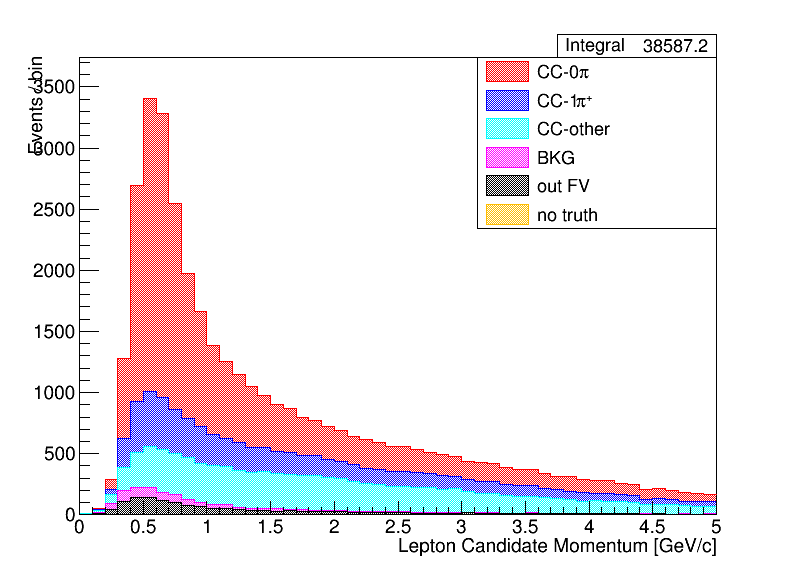 Integral 38587.2
Events / bin
CC-0π
CC-1π⁺
CC-other
BKG
out FV
no truth
3500
3000
2500
2000
1500
1000
500
0
0 0.5 1 1.5 2 2.5 3 3.5 4 4.5 5
Lepton Candidate Momentum [GeV/c]